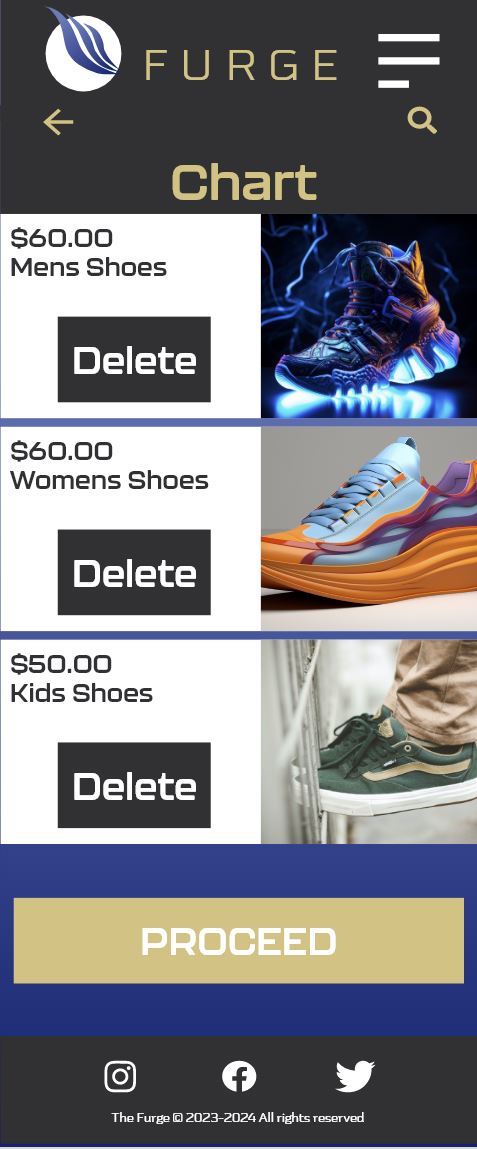 FURGE
Chart
$60.00
Mens Shoes
Delete
$60.00
Womens Shoes
Delete
$50.00
Kids Shoes
Delete
PROCEED
The Furge © 2023-2024 All rights reserved